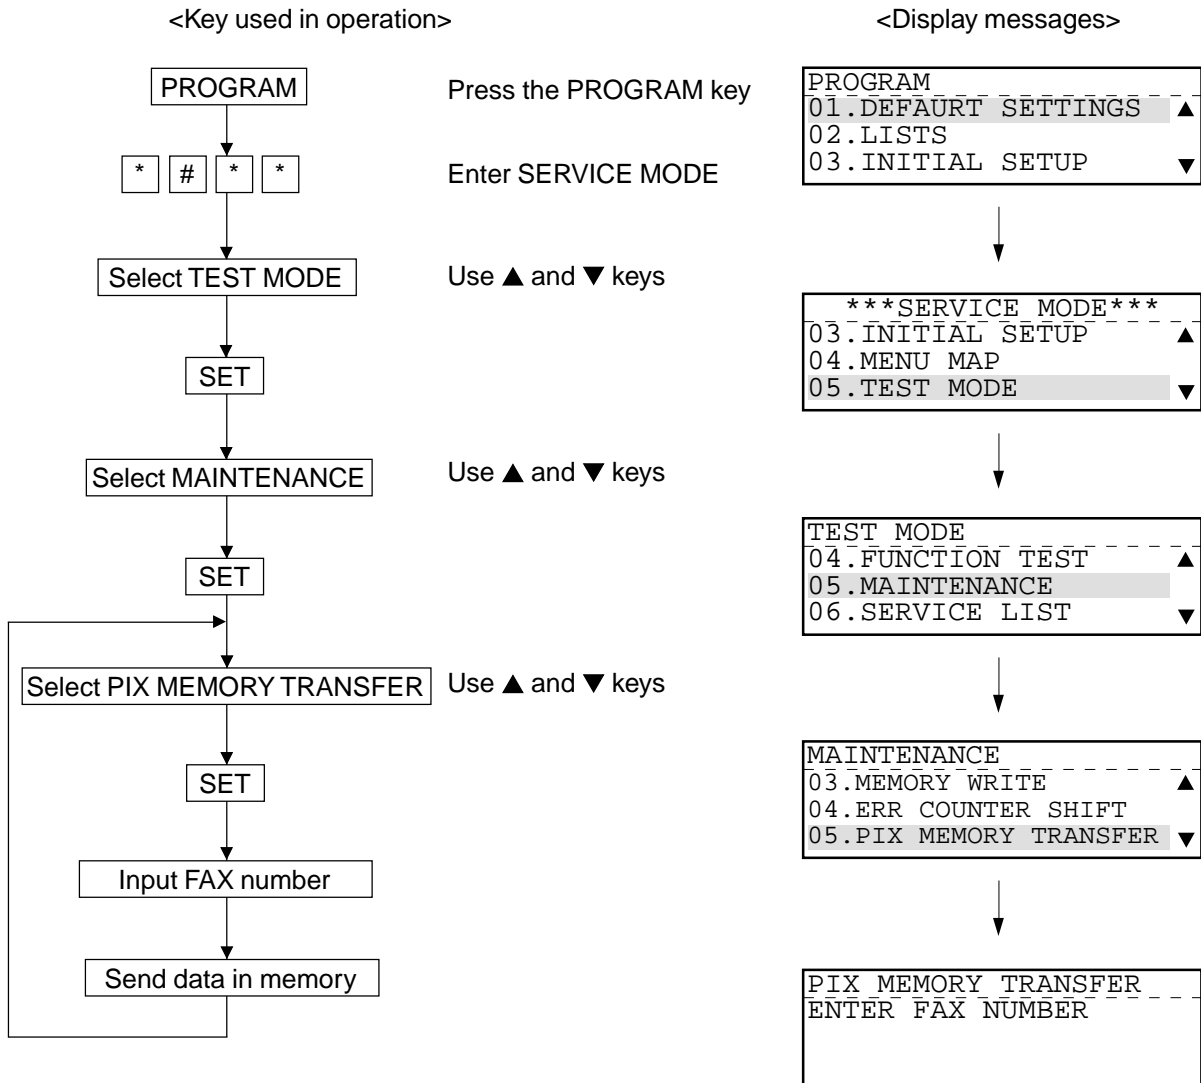 <Key used in operation>
<Display messages>
PROGRAM
Press the PROGRAM key
PROGRAM
01.DEFAURT SETTINGS ▲
02.LISTS
03.INITIAL SETUP ▼
* # * *
Enter SERVICE MODE
Select TEST MODE
Use ▲ and ▼ keys
***SERVICE MODE***
03.INITIAL SETUP ▲
04.MENU MAP
05.TEST MODE ▼
SET
Select MAINTENANCE
Use ▲ and ▼ keys
TEST MODE
04.FUNCTION TEST ▲
05.MAINTENANCE
06.SERVICE LIST ▼
SET
Select PIX MEMORY TRANSFER
Use ▲ and ▼ keys
MAINTENANCE
03.MEMORY WRITE ▲
04.ERR COUNTER SHIFT
05.PIX MEMORY TRANSFER ▼
SET
Input FAX number
Send data in memory
PIX MEMORY TRANSFER
ENTER FAX NUMBER